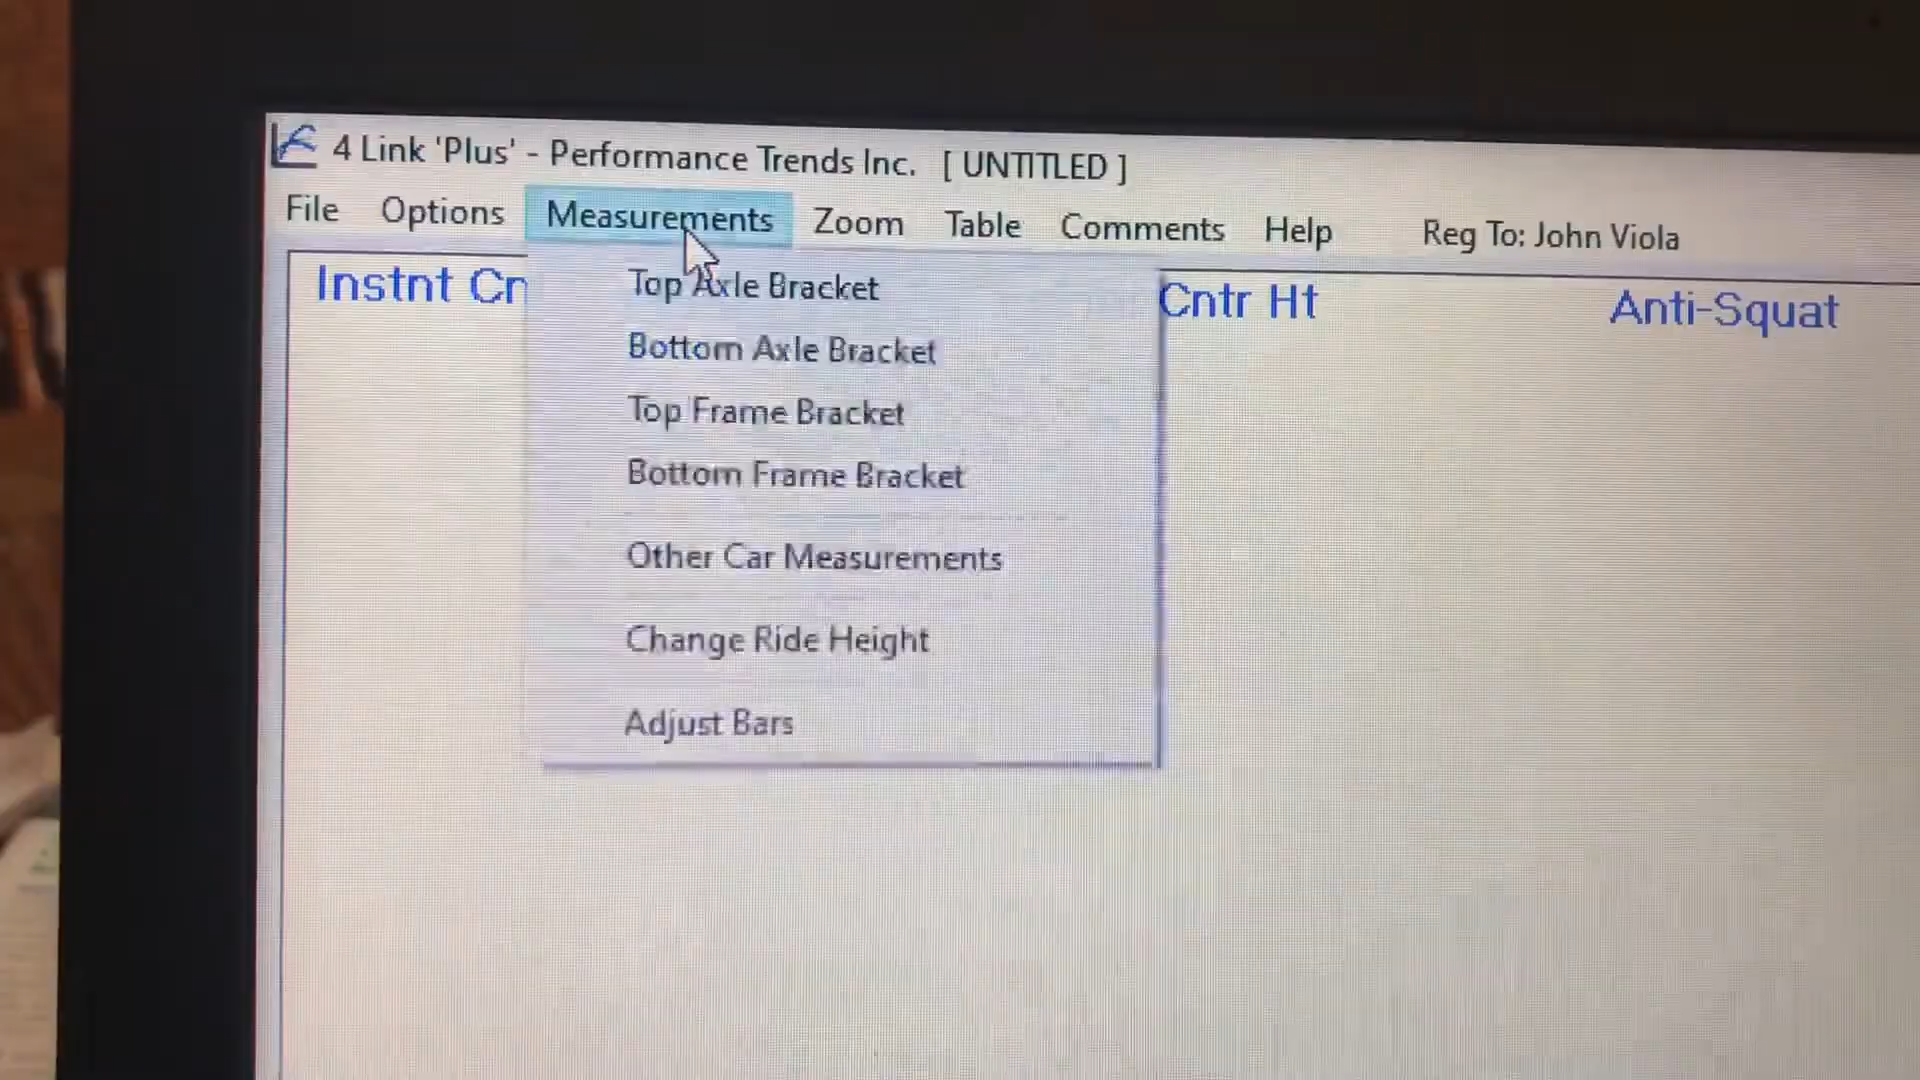 4 Link 'Plus' - Performance Trends Inc. [ UNTITLED ]
File Options Measurements Zoom Table Comments Help Reg To: John Viola
Instnt Cn Cntr Ht Anti-Squat
Top Axle Bracket
Bottom Axle Bracket
Top Frame Bracket
Bottom Frame Bracket
Other Car Measurements
Change Ride Height
Adjust Bars